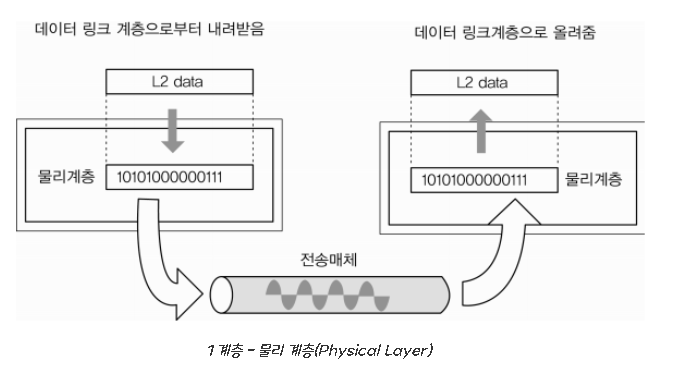 데이터 링크 계층으로부터 내려받음
데이터 링크계층으로 올려줌
L2 data
L2 data
물리계층
10101000000111
10101000000111
물리계층
전송매체
1계층 - 물리 계층(Physical Layer)